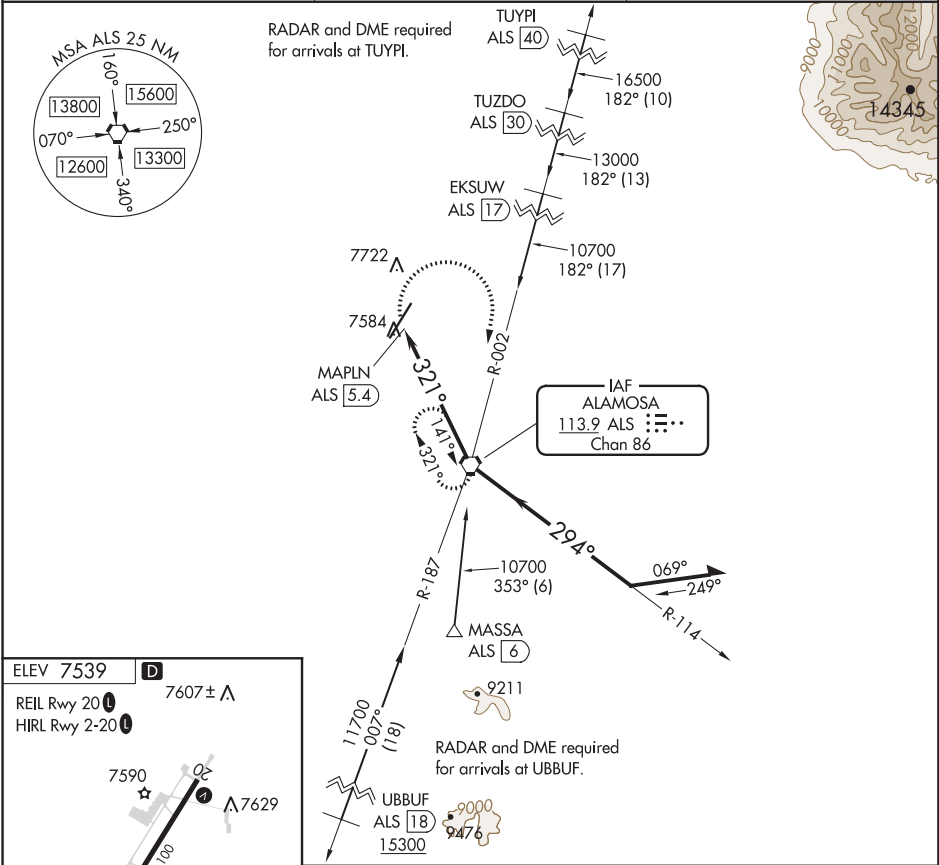 MSA ALS 25 NM
160°
13800
15600
070°
250°
12600
13300
340°
RADAR and DME required
for arrivals at TUYPI.
TUYPI
ALS 40
16500
182° (10)
TUZDO
ALS 30
13000
182° (13)
EKSUW
ALS 17
10700
182° (17)
9000
10000
11000
12000
14345
7722
7584
MAPLN
ALS 5.4
321°
141°
321°
R-002
IAF
ALAMOSA
113.9 ALS
Chan 86
294°
069°
249°
R-114
R-187
10700
353° (6)
MASSA
ALS 6
9211
11700
007°
(18)
RADAR and DME required
for arrivals at UBBUF.
UBBUF
ALS 18
15300
9000
9476
ELEV 7539 D
REIL Rwy 20 L
HIRL Rwy 2-20 L
7607±
7590
20
V
7629
100